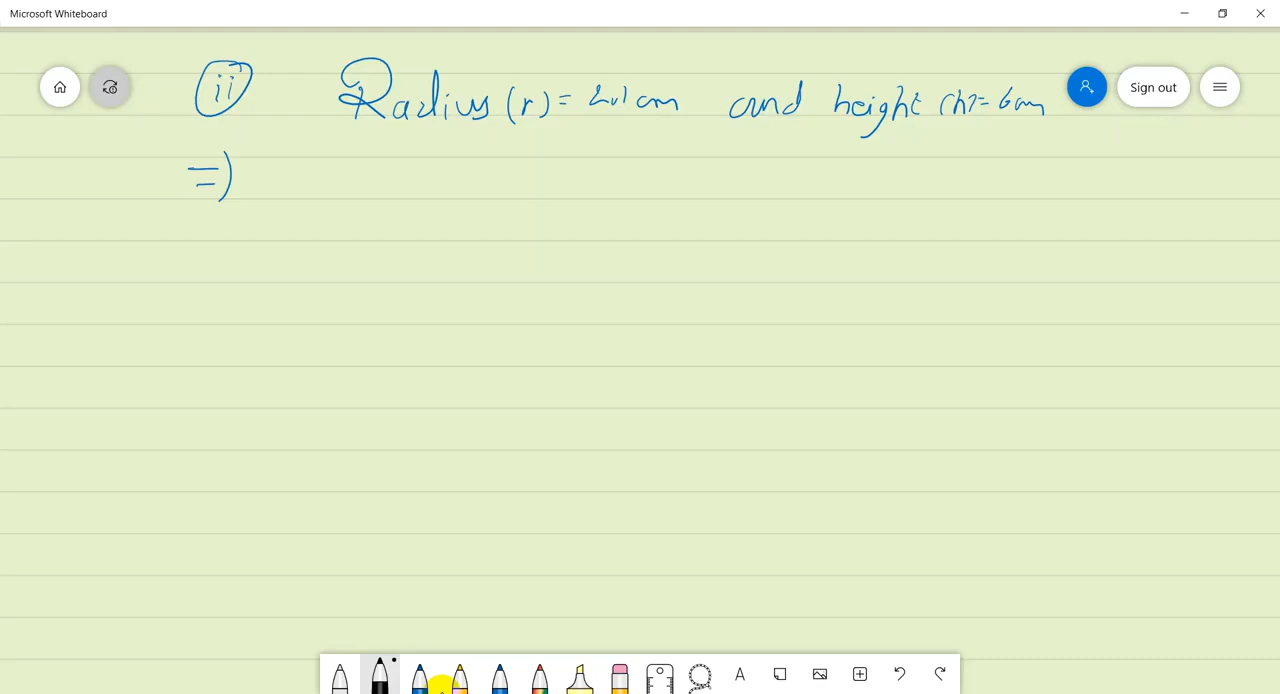 Microsoft Whiteboard
Sign out
(ii) Radius (r) = 2.1 cm and height (h) = 6 cm
=)
A